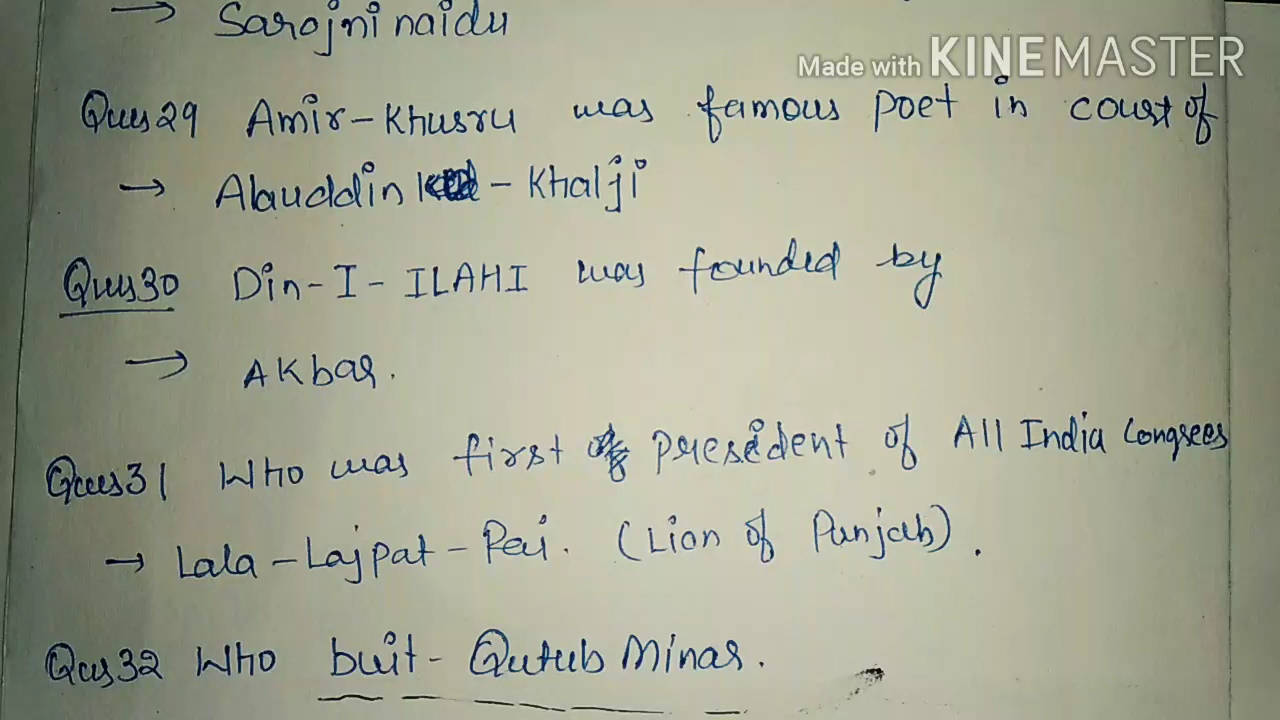 → Sarojni naidu
Made with KINEMASTER
Ques29 Amir-Khusru was famous poet in court of
→ Alauddin - Khalji
Ques30 Din-I-ILAHI was founded by
→ AKbar.
Ques31 Who was first president of All India Congrees
→ Lala-Lajpat-Rai. (Lion of Punjab).
Ques32 Who buit- Qutub Minar.